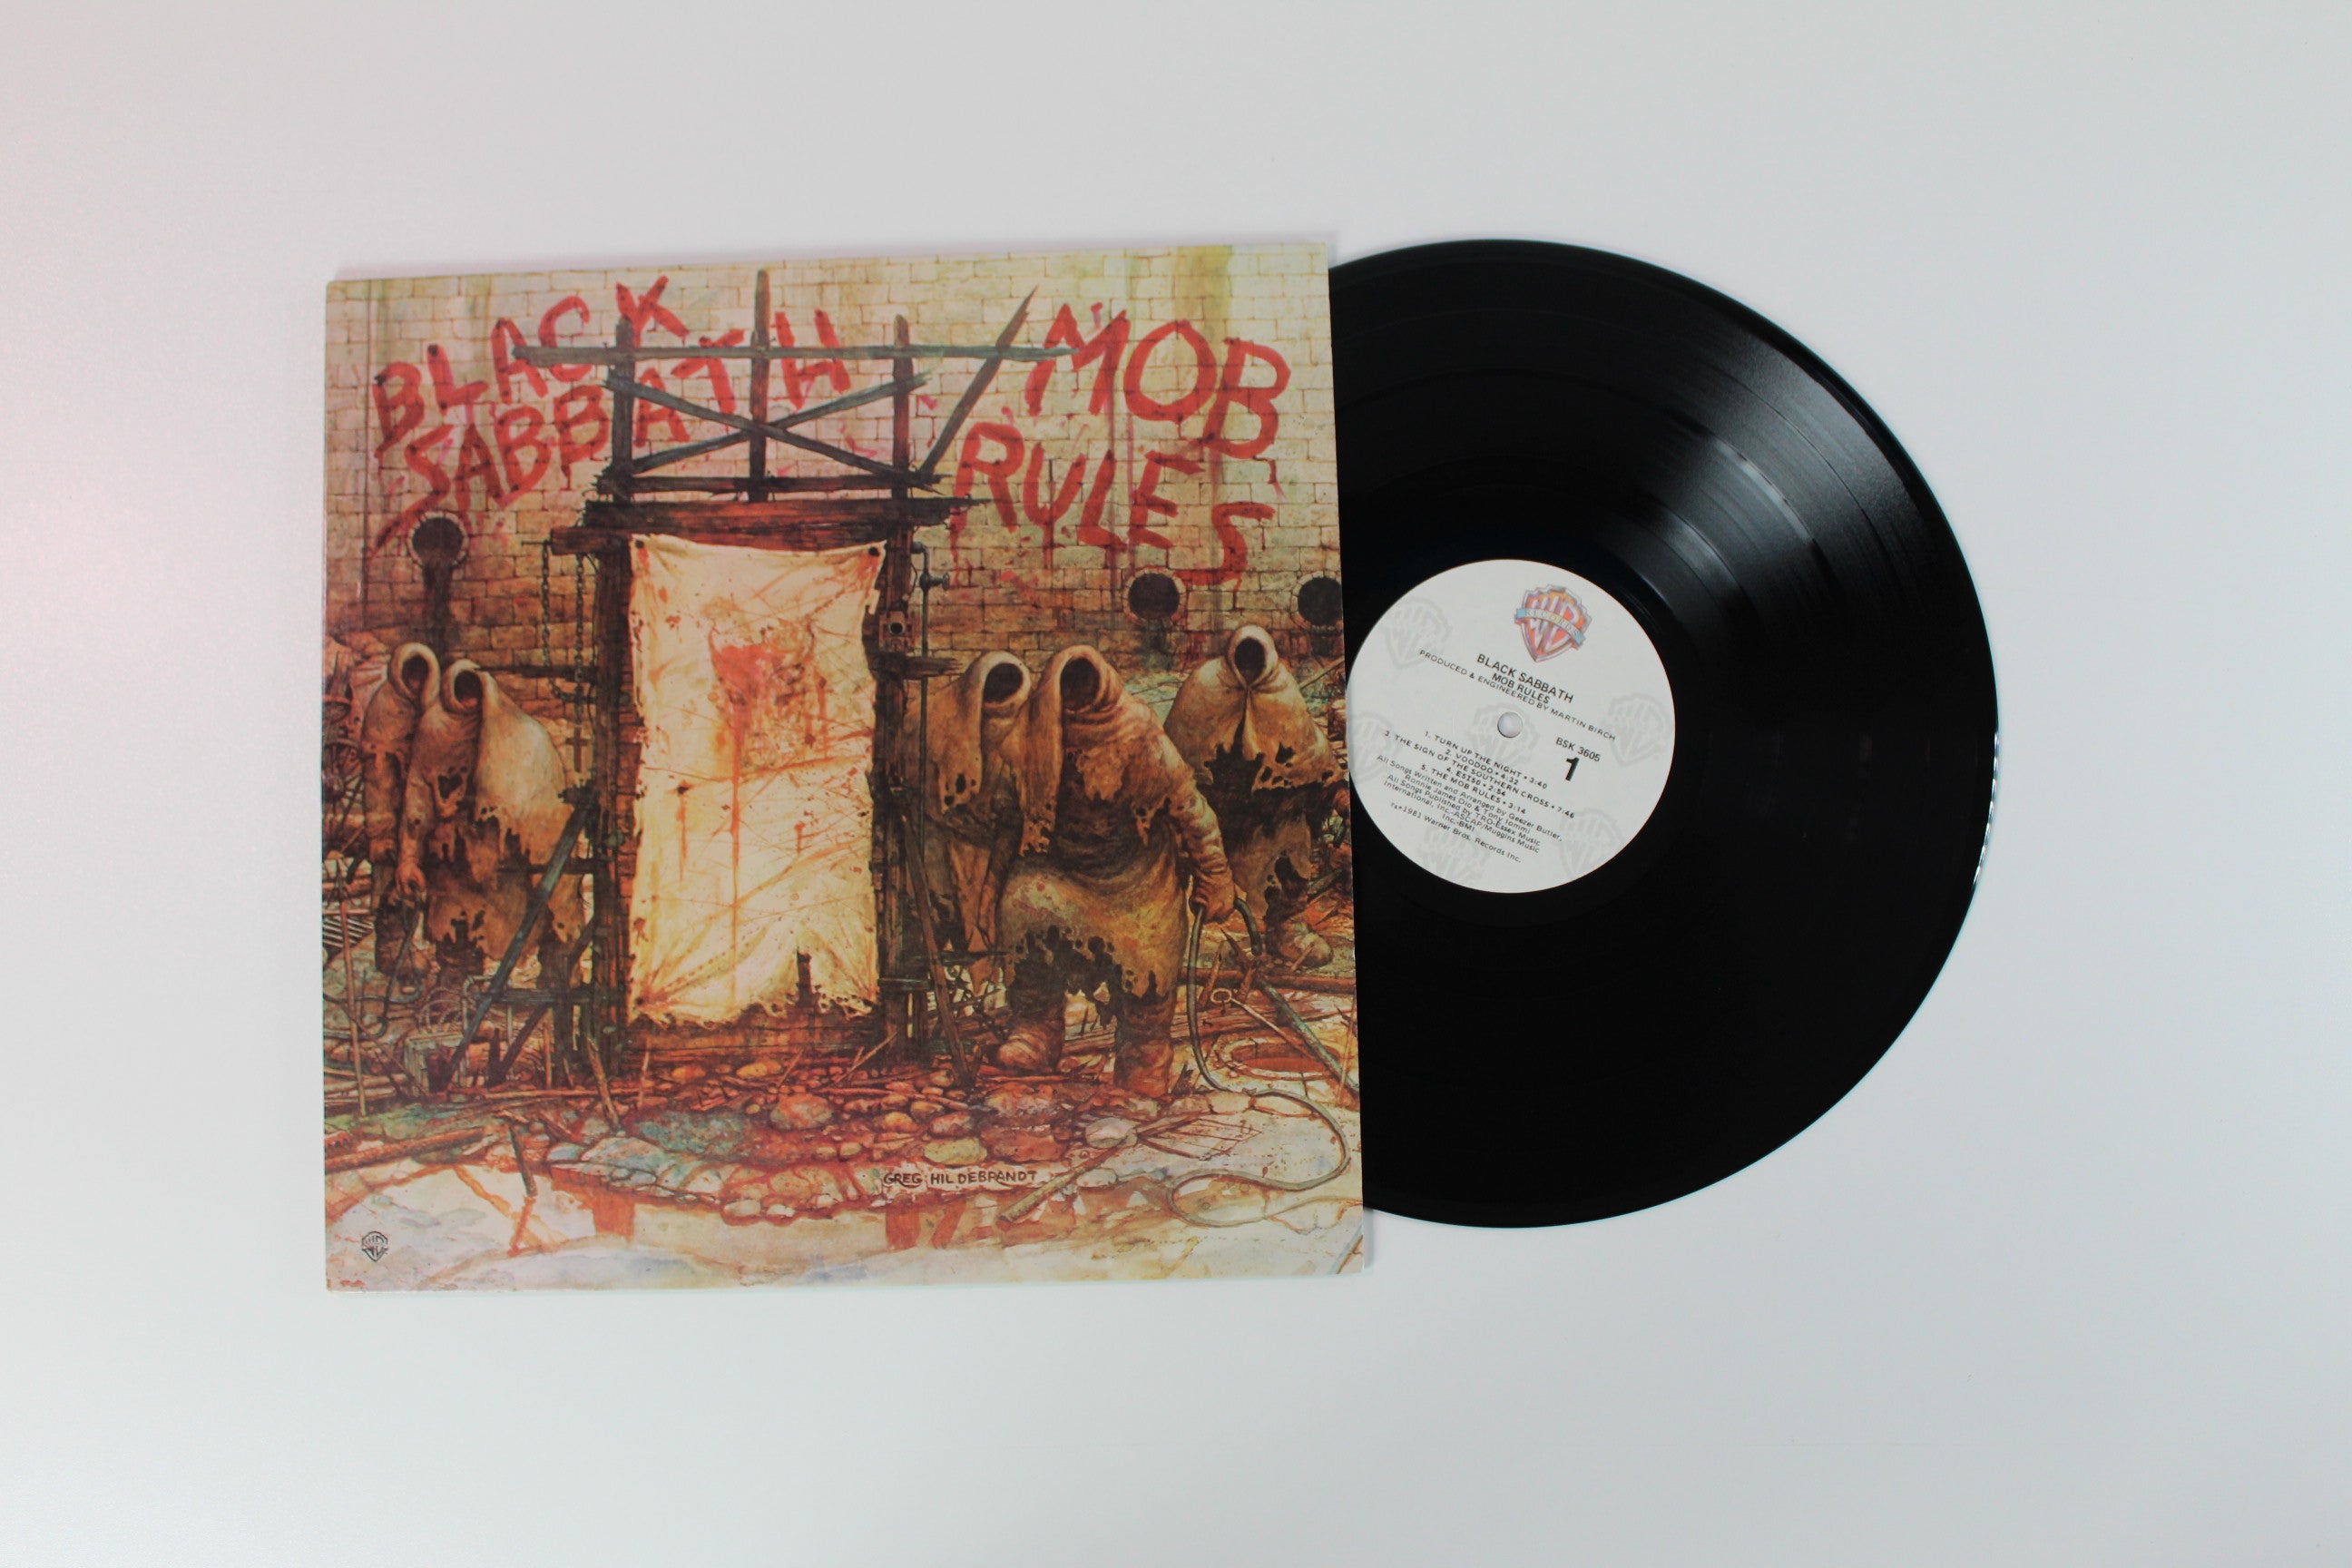 BLACK
SABBATH
MOB
RULES
GREG HILDEBRANDT
WB
RECORDS
BLACK SABBATH
MOB RULES
PRODUCED & ENGINEERED BY MARTIN BIRCH
BSK 3605
1
1. TURN UP THE NIGHT • 3:40
2. VOODOO • 4:32
3. THE SIGN OF THE SOUTHERN CROSS • 7:46
4. E5150 • 2:54
5. THE MOB RULES • 3:14
All Songs Written and Arranged by Geezer Butler,
Ronnie James Dio & Tony Iommi
All Songs Published by TRO-Essex Music
International, Inc.-ASCAP/Muggins Music
Inc.-BMI
1981 Warner Bros. Records Inc.